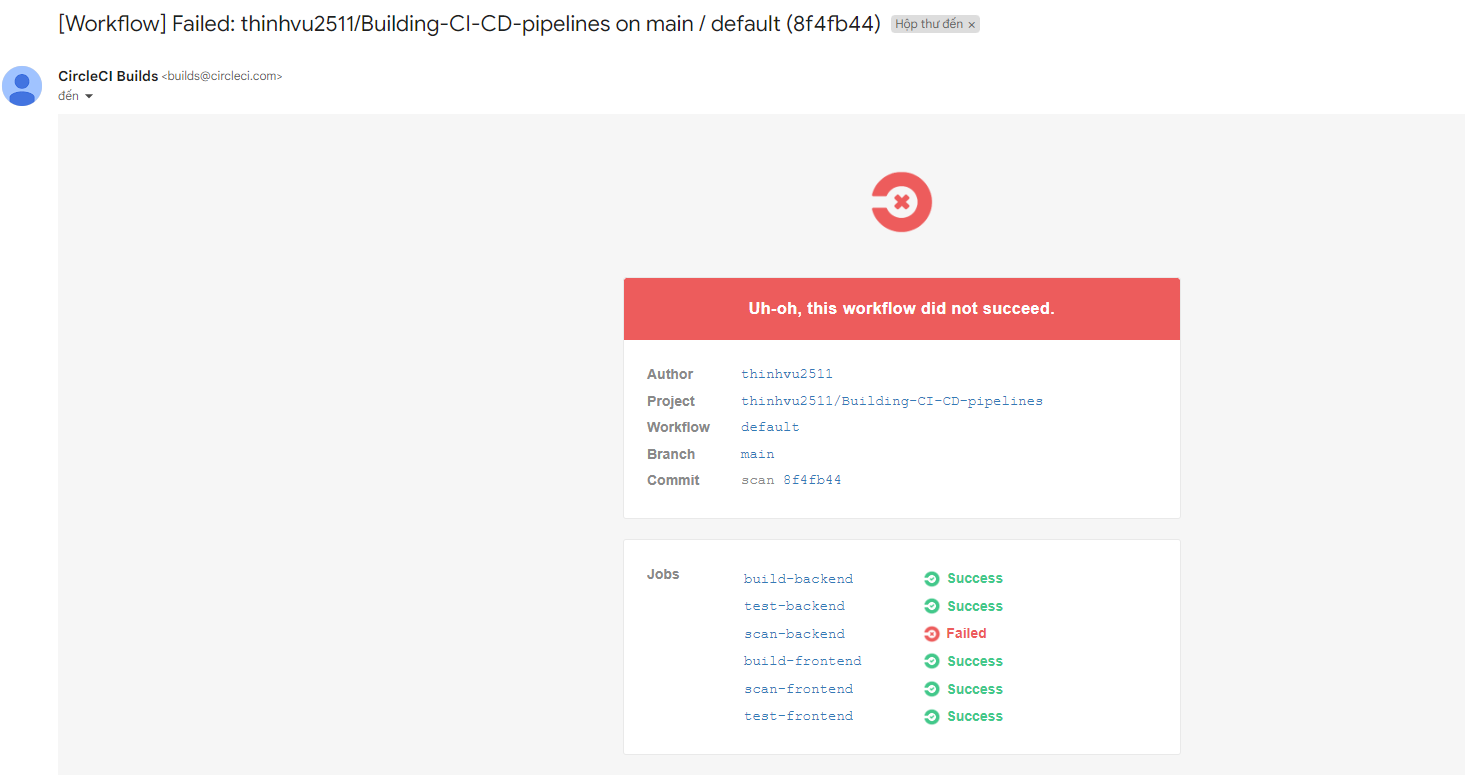 [Workflow] Failed: thinhvu2511/Building-CI-CD-pipelines on main / default (8f4fb44) Hộp thư đến ×
CircleCI Builds <builds@circleci.com>
đến
Uh-oh, this workflow did not succeed.
Author thinhvu2511
Project thinhvu2511/Building-CI-CD-pipelines
Workflow default
Branch main
Commit scan 8f4fb44
Jobs build-backend Success
test-backend Success
scan-backend Failed
build-frontend Success
scan-frontend Success
test-frontend Success